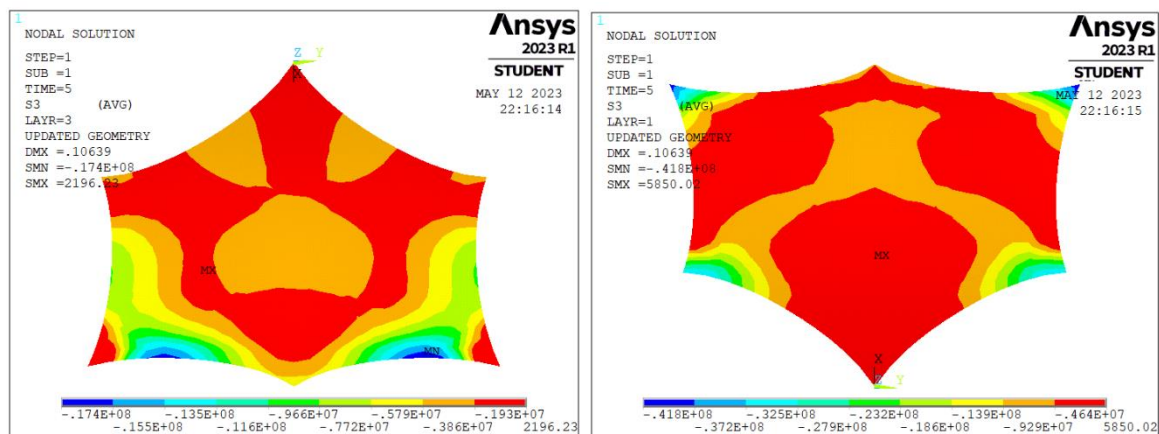 1
NODAL SOLUTION
STEP=1
SUB =1
TIME=5
S3 (AVG)
LAYR=3
UPDATED GEOMETRY
DMX =.10639
SMN =-.174E+08
SMX =2196.23
Ansys
2023 R1
STUDENT
MAY 12 2023
22:16:14
Z Y
X
MX
MN
-.174E+08 -.135E+08 -.966E+07 -.579E+07 -.193E+07
-.155E+08 -.116E+08 -.772E+07 -.386E+07 2196.23
1
NODAL SOLUTION
STEP=1
SUB =1
TIME=5
S3 (AVG)
LAYR=1
UPDATED GEOMETRY
DMX =.10639
SMN =-.418E+08
SMX =5850.02
Ansys
2023 R1
STUDENT
MAY 12 2023
22:16:15
MX
X
Z Y
-.418E+08 -.325E+08 -.232E+08 -.139E+08 -.464E+07
-.372E+08 -.279E+08 -.186E+08 -.929E+07 5850.02